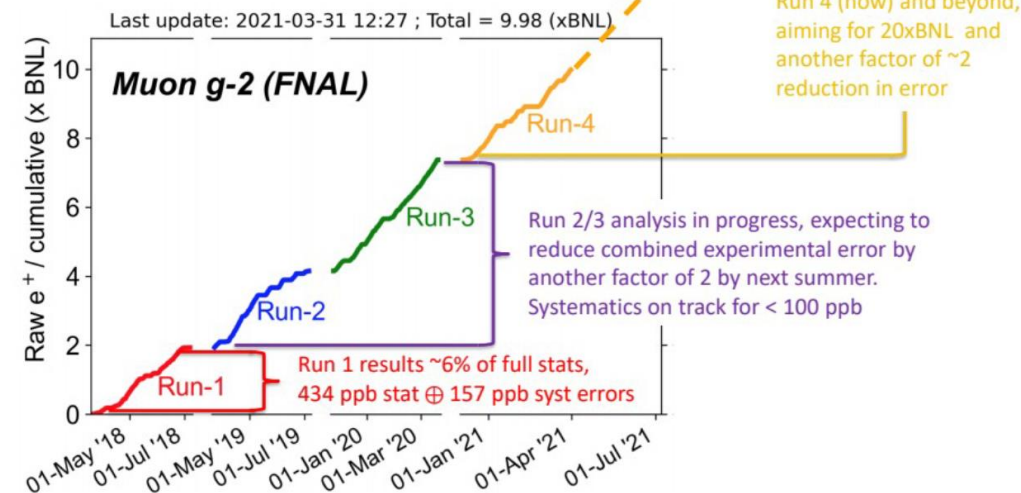 Last update: 2021-03-31 12:27 ; Total = 9.98 (xBNL)
Run 4 (now) and beyond,
aiming for 20xBNL and
another factor of ~2
reduction in error
Raw e⁺ / cumulative (x BNL)
10
8
6
4
2
0
Muon g-2 (FNAL)
Run-4
Run-3
Run-2
Run-1
Run 2/3 analysis in progress, expecting to
reduce combined experimental error by
another factor of 2 by next summer.
Systematics on track for < 100 ppb
Run 1 results ~6% of full stats,
434 ppb stat ⊕ 157 ppb syst errors
01-May '18
01-Jul '18
01-May '19
01-Jul '19
01-Jan '20
01-Mar '20
01-Jan '21
01-Apr '21
01-Jul '21